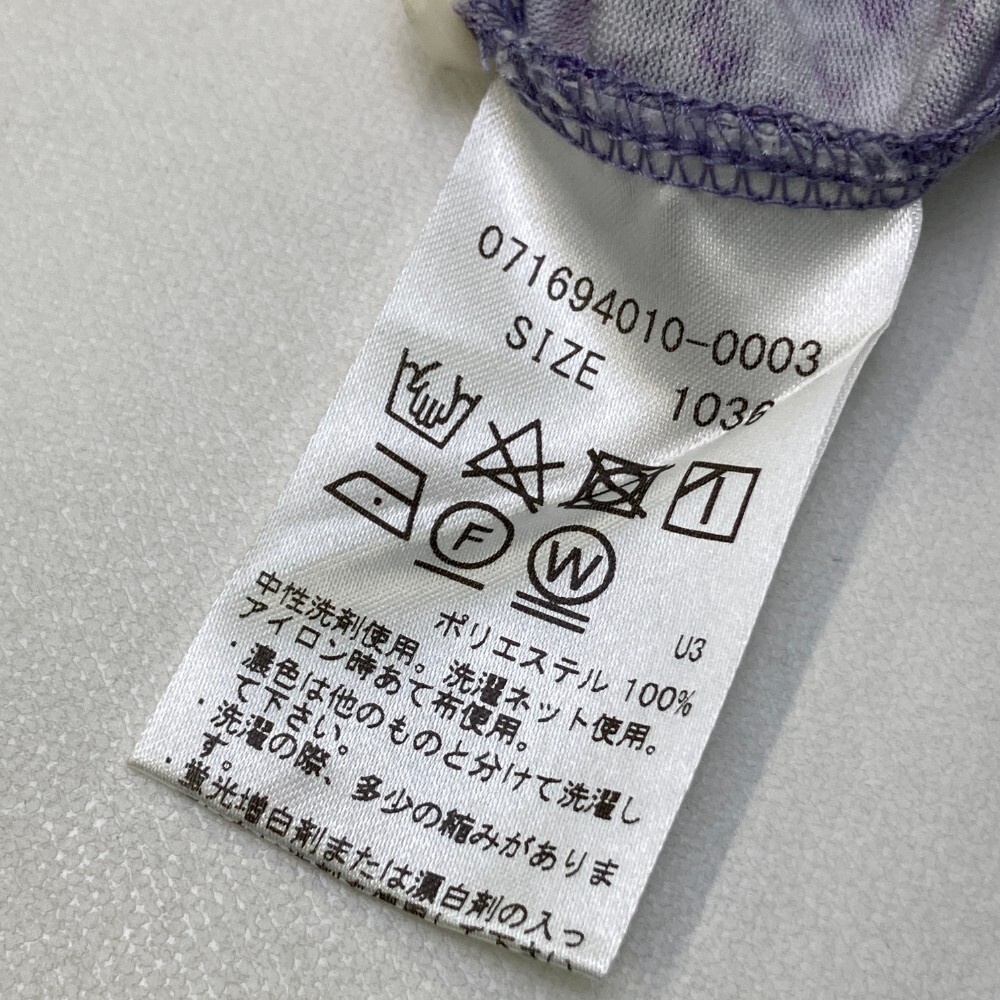 071694010-0003
SIZE 1036
F W
U3
ポリエステル 100%
中性洗剤使用。洗濯ネット使用。
アイロン時あて布使用。
・濃色は他のものと分けて洗濯し
て下さい。
・洗濯の際、多少の縮みがありま
す。
・蛍光増白剤または漂白剤の入っ